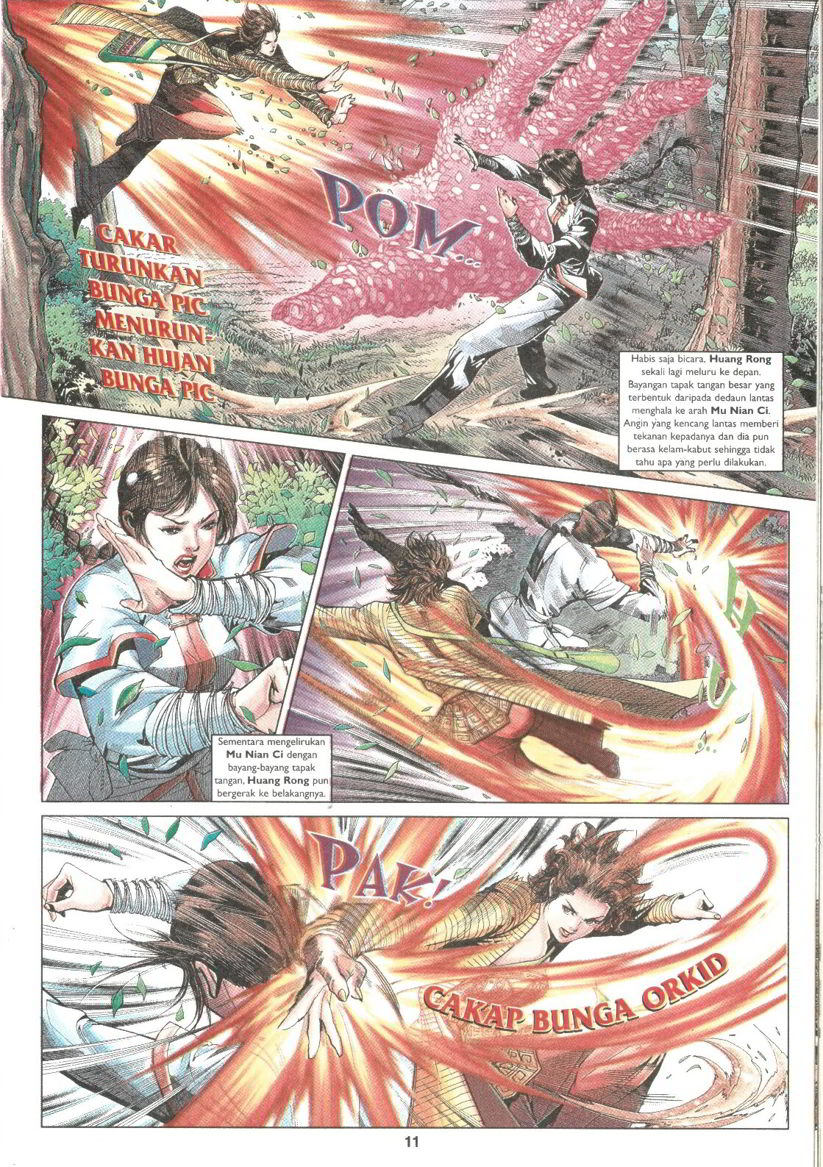 POM...
CAKAR
TURUNKAN
BUNGA PIC
MENURUN-
KAN HUJAN
BUNGA PIC
Habis saja bicara, Huang Rong
sekali lagi meluru ke depan.
Bayangan tapak tangan besar yang
terbentuk daripada dedaun lantas
menghala ke arah Mu Nian Ci.
Angin yang kencang lantas memberi
tekanan kepadanya dan dia pun
berasa kelam-kabut sehingga tidak
tahu apa yang perlu dilakukan.
Sementara mengelirukan
Mu Nian Ci dengan
bayang-bayang tapak
tangan, Huang Rong pun
bergerak ke belakangnya.
HU...
PAK!
CAKAP BUNGA ORKID
11